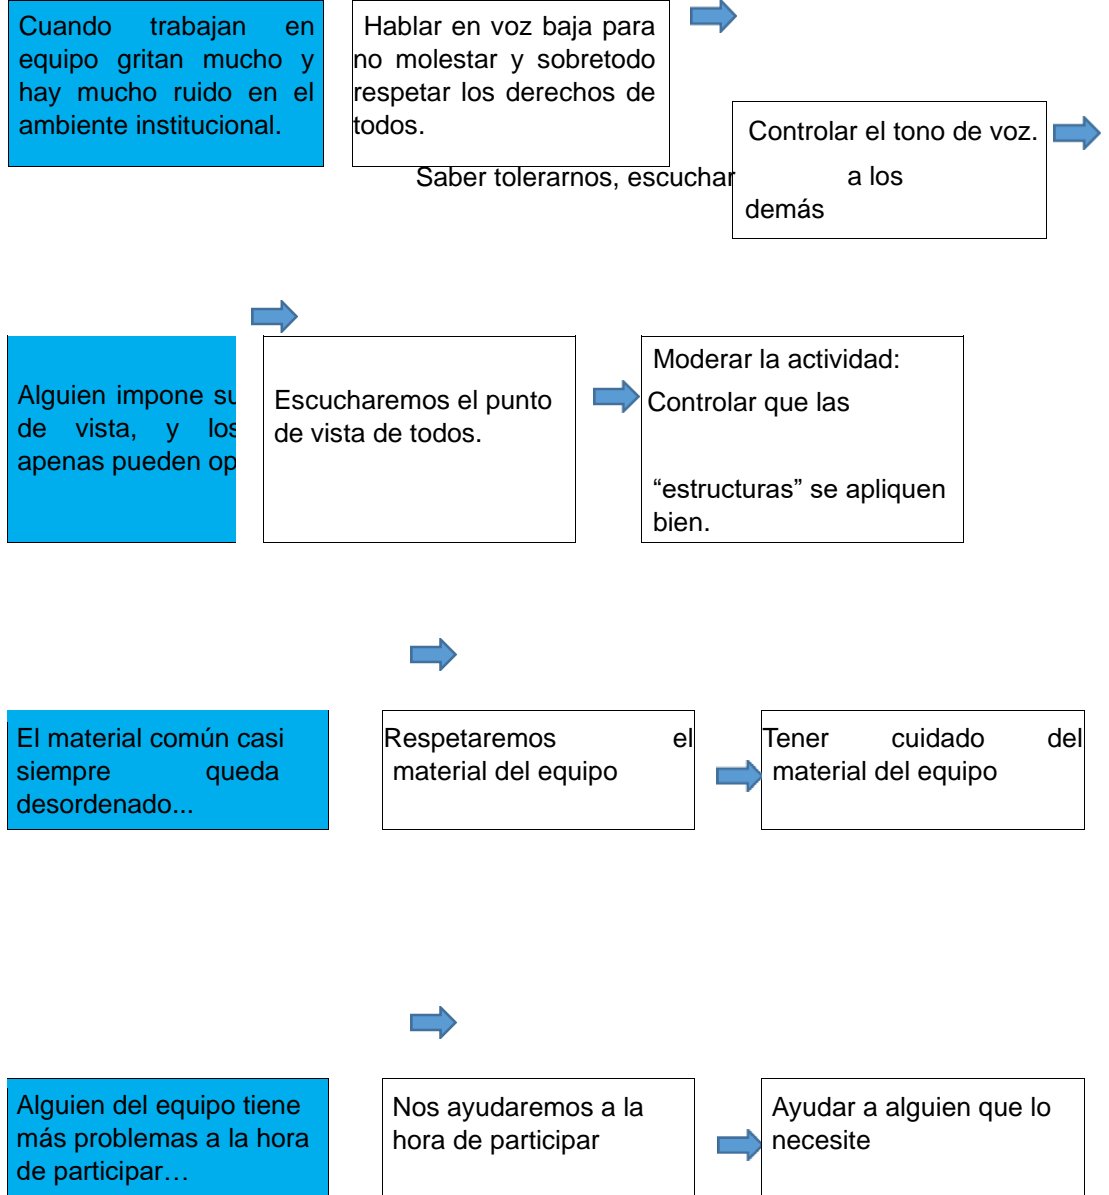 Cuando trabajan en
equipo gritan mucho y
hay mucho ruido en el
ambiente institucional.
Hablar en voz baja para
no molestar y sobretodo
respetar los derechos de
todos.
Controlar el tono de voz.
Saber tolerarnos, escuchar a los
demás
Alguien impone su
de vista, y los
apenas pueden op
Escucharemos el punto
de vista de todos.
Moderar la actividad:
Controlar que las
“estructuras” se apliquen
bien.
El material común casi
siempre queda
desordenado...
Respetaremos el
material del equipo
Tener cuidado del
material del equipo
Alguien del equipo tiene
más problemas a la hora
de participar…
Nos ayudaremos a la
hora de participar
Ayudar a alguien que lo
necesite